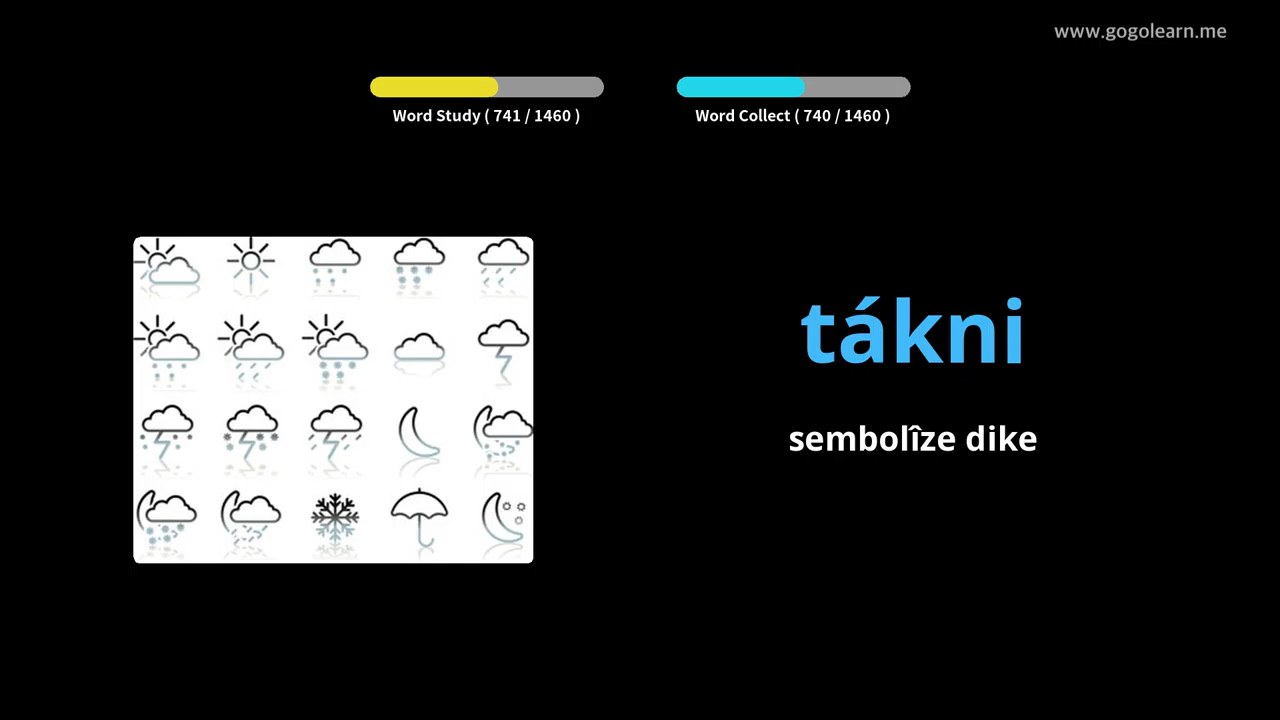 www.gogolearn.me
Word Study ( 741 / 1460 )
Word Collect ( 740 / 1460 )
tákni
sembolîze dike